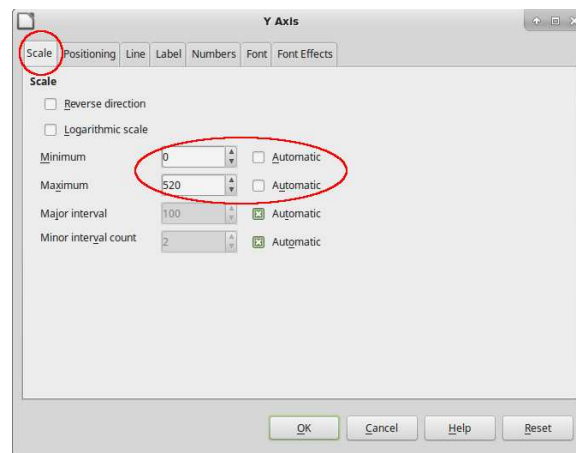 Y Axis
Scale Positioning Line Label Numbers Font Font Effects
Scale
Reverse direction
Logarithmic scale
Minimum 0 Automatic
Maximum 520 Automatic
Major interval 100 Automatic
Minor interval count 2 Automatic
OK Cancel Help Reset